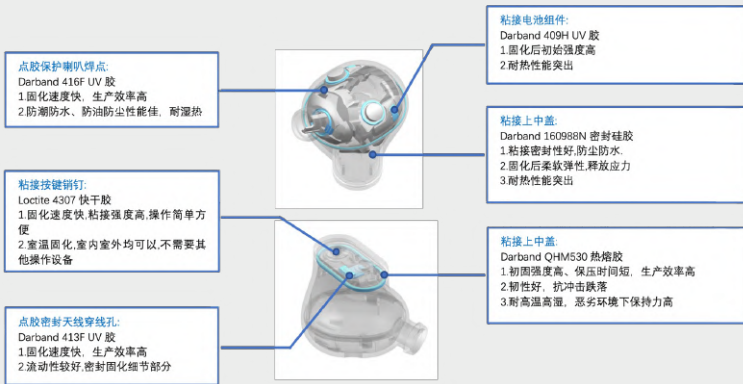 点胶保护喇叭焊点:
Darband 416F UV 胶
1.固化速度快，生产效率高
2.防潮防水、防油防尘性能佳，耐湿热
粘接按键销钉:
Loctite 4307 快干胶
1.固化速度快,粘接强度高,操作简单方
便
2.室温固化,室内室外均可以,不需要其
他操作设备
点胶密封天线穿线孔:
Darband 413F UV 胶
1.固化速度快，生产效率高
2.流动性较好,密封固化细节部分
粘接电池组件:
Darband 409H UV 胶
1.固化后初始强度高
2.耐热性能突出
粘接上中盖:
Darband 160988N 密封硅胶
1.粘接密封性好,防尘防水.
2.固化后柔软弹性,释放应力
3.耐热性能突出
粘接上中盖:
Darband QHM530 热熔胶
1.初固强度高、保压时间短，生产效率高
2.韧性好，抗冲击跌落
3.耐高温高湿，恶劣环境下保持力高